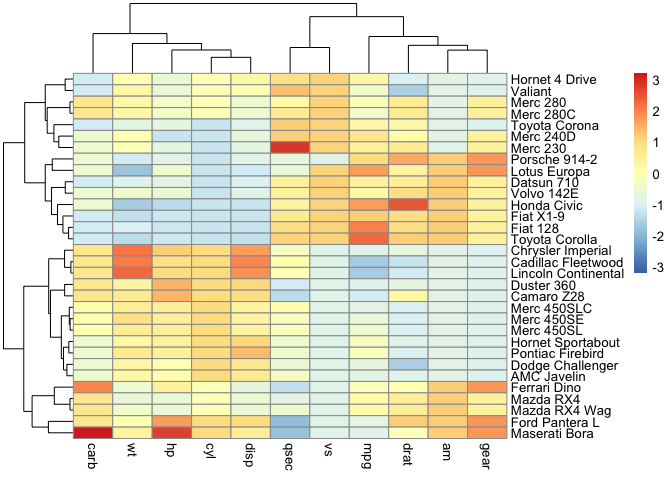 Hornet 4 Drive
Valiant
Merc 280
Merc 280C
Toyota Corona
Merc 240D
Merc 230
Porsche 914-2
Lotus Europa
Datsun 710
Volvo 142E
Honda Civic
Fiat X1-9
Fiat 128
Toyota Corolla
Chrysler Imperial
Cadillac Fleetwood
Lincoln Continental
Duster 360
Camaro Z28
Merc 450SLC
Merc 450SE
Merc 450SL
Hornet Sportabout
Pontiac Firebird
Dodge Challenger
AMC Javelin
Ferrari Dino
Mazda RX4
Mazda RX4 Wag
Ford Pantera L
Maserati Bora
carb
wt
hp
cyl
disp
qsec
vs
mpg
drat
am
gear
3
2
1
0
-1
-2
-3